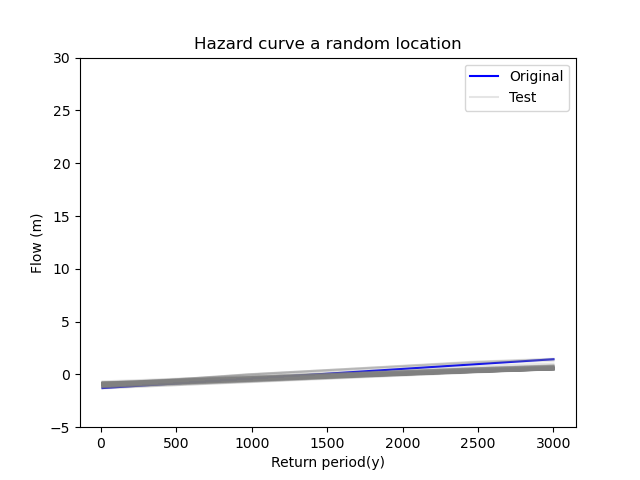 Hazard curve a random location
Original
Test
Flow (m)
30
25
20
15
10
5
0
−5
0 500 1000 1500 2000 2500 3000
Return period(y)